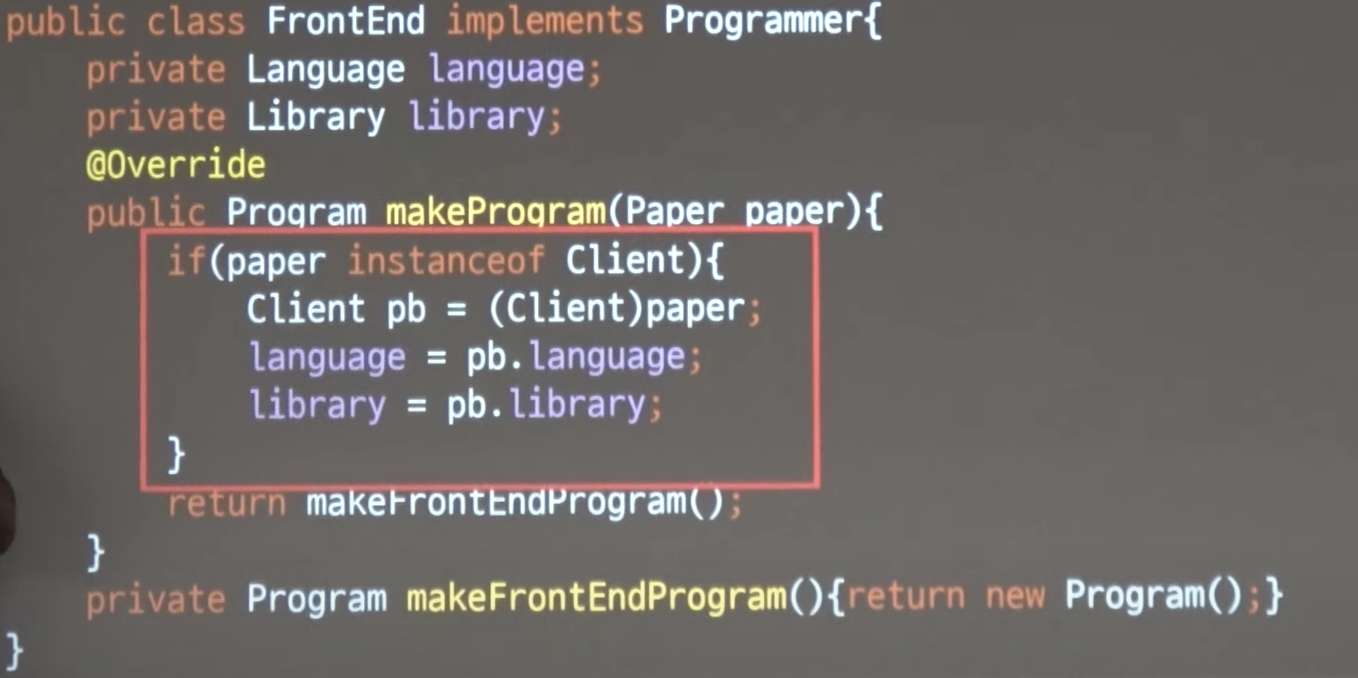 public class FrontEnd implements Programmer{
    private Language language;
    private Library library;
    @Override
    public Program makeProgram(Paper paper){
        if(paper instanceof Client){
            Client pb = (Client)paper;
            language = pb.language;
            library = pb.library;
        }
        return makeFrontEndProgram();
    }
    private Program makeFrontEndProgram(){return new Program();}
}